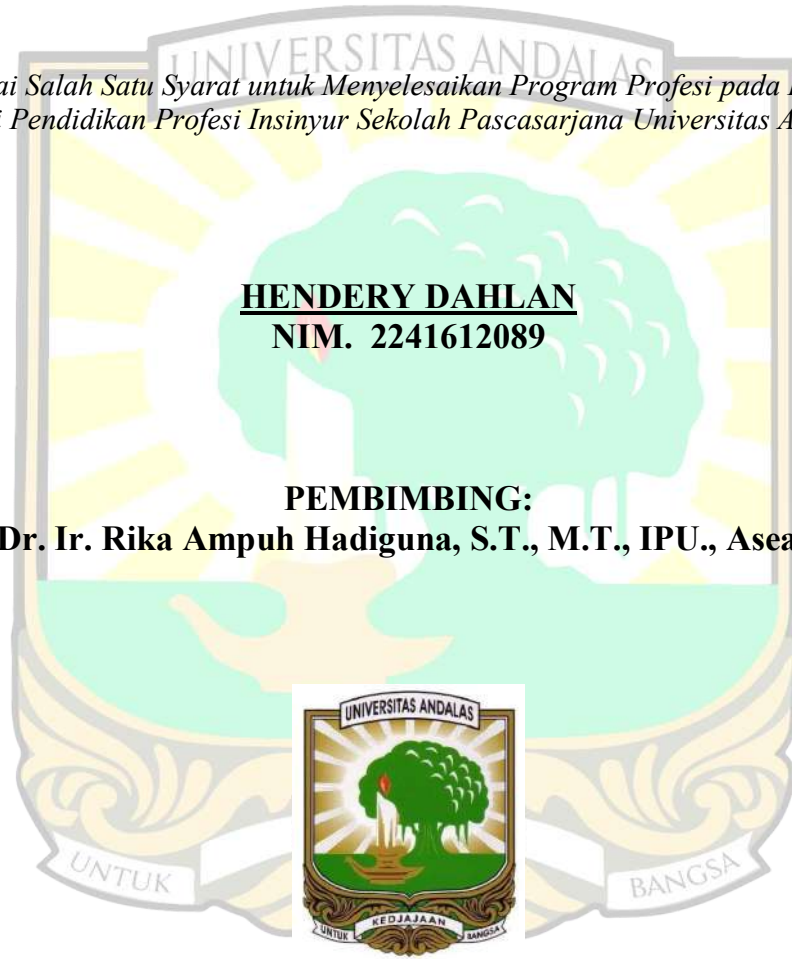 UNIVERSITAS ANDALAS
ai Salah Satu Syarat untuk Menyelesaikan Program Profesi pada
i Pendidikan Profesi Insinyur Sekolah Pascasarjana Universitas A
HENDERY DAHLAN
NIM. 2241612089
PEMBIMBING:
Dr. Ir. Rika Ampuh Hadiguna, S.T., M.T., IPU., Asea
UNIVERSITAS ANDALAS
KEDJAJAAN
UNTUK BANGSA
UNTUK BANGSA